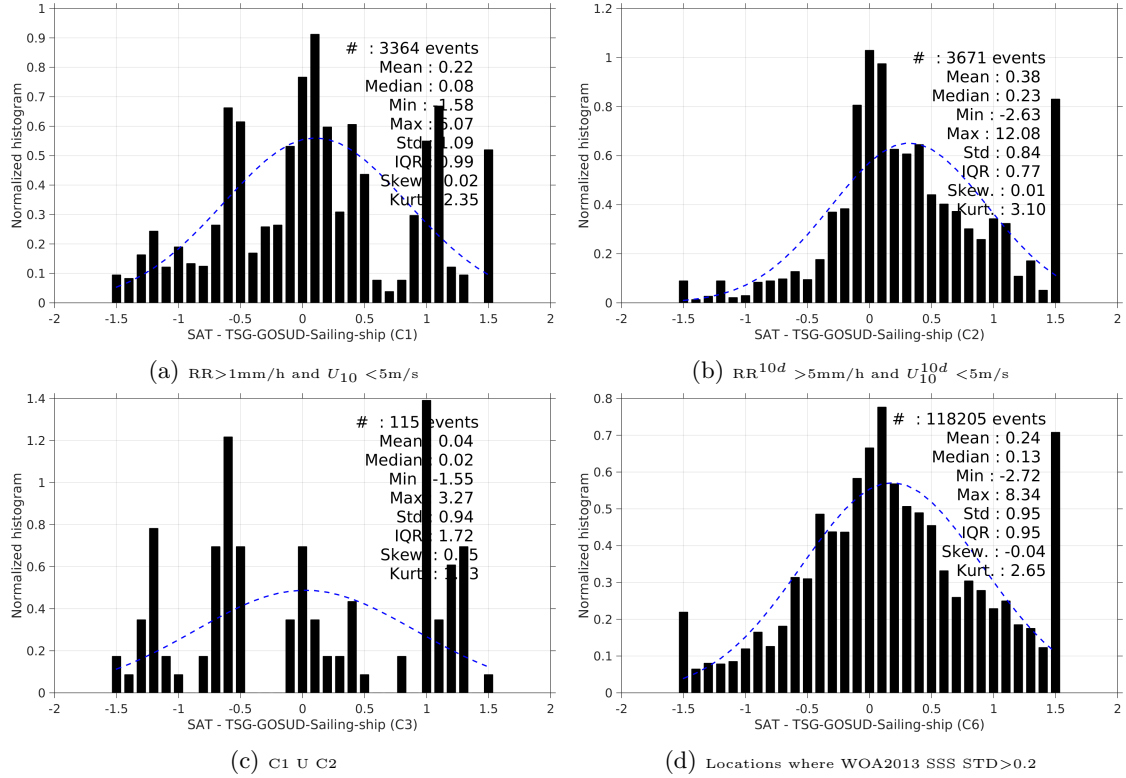 1
0.9
0.8
0.7
0.6
0.5
0.4
0.3
0.2
0.1
0
Normalized histogram
# : 3364 events
Mean : 0.22
Median : 0.08
Min :
Max : 5.07
Std
IQR 0.99
Skew. 0.02
Kurt. 2.35
-2 -1.5 -1 -0.5 0 0.5 1 1.5 2
SAT - TSG-GOSUD-Sailing-ship (C1)
(a) RR>1mm/h and U10 <5m/s
1.2
1
0.8
0.6
0.4
0.2
0
Normalized histogram
# : 3671 events
Mean : 0.38
Median : 0.23
Min : -2.63
Max : 12.08
Std : 0.84
IQR : 0.77
Skew. : 0.01
Kurt. : 3.10
-2 -1.5 -1 -0.5 0 0.5 1 1.5 2
SAT - TSG-GOSUD-Sailing-ship (C2)
(b) RR^10d >5mm/h and U10^10d <5m/s
1.4
1.2
1
0.8
0.6
0.4
0.2
0
Normalized histogram
# : 115 events
Mean : 0.04
Median : 0.02
Min : -1.55
Max : 3.27
Std : 0.94
IQR : 1.72
Skew. :
Kurt. :
-2 -1.5 -1 -0.5 0 0.5 1 1.5 2
SAT - TSG-GOSUD-Sailing-ship (C3)
(c) C1 U C2
0.8
0.7
0.6
0.5
0.4
0.3
0.2
0.1
0
Normalized histogram
# : 118205 events
Mean : 0.24
Median : 0.13
Min : -2.72
Max : 8.34
Std : 0.95
IQR : 0.95
Skew. : -0.04
Kurt. : 2.65
-2 -1.5 -1 -0.5 0 0.5 1 1.5 2
SAT - TSG-GOSUD-Sailing-ship (C6)
(d) Locations where WOA2013 SSS STD>0.2